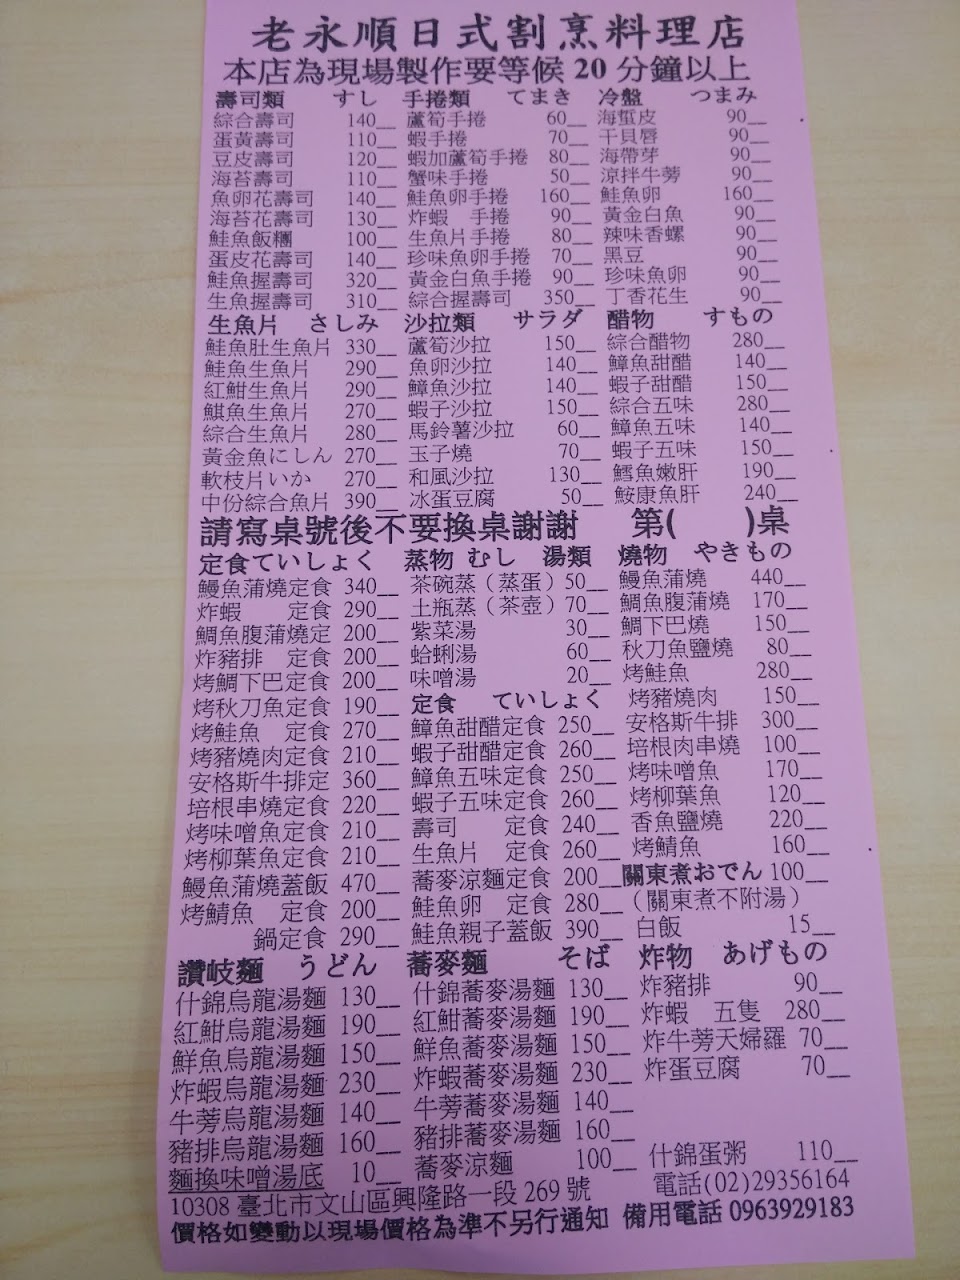 老永順日式割烹料理店
本店為現場製作要等候 20 分鐘以上
壽司類 すし 手捲類 てまき 冷盤 つまみ
綜合壽司 140__ 蘆筍手捲 60__ 海蜇皮 90__
蛋黃壽司 110__ 蝦手捲 70__ 干貝唇 90__
豆皮壽司 120__ 蝦加蘆筍手捲 80__ 海帶芽 90__
海苔壽司 110__ 蟹味手捲 50__ 涼拌牛蒡 90__
魚卵花壽司 140__ 鮭魚卵手捲 160__ 鮭魚卵 160__
海苔花壽司 130__ 炸蝦 手捲 90__ 黃金白魚 90__
鮭魚飯糰 100__ 生魚片手捲 80__ 辣味香螺 90__
蛋皮花壽司 140__ 珍味魚卵手捲 70__ 黑豆 90__
鮭魚握壽司 320__ 黃金白魚手捲 90__ 珍味魚卵 90__
生魚握壽司 310__ 綜合握壽司 350__ 丁香花生 90__
生魚片 さしみ 沙拉類 サラダ 醋物 すもの
鮭魚肚生魚片 330__ 蘆筍沙拉 150__ 綜合醋物 280__
鮭魚生魚片 290__ 魚卵沙拉 140__ 鱆魚甜醋 140__
紅魽生魚片 290__ 鱆魚沙拉 140__ 蝦子甜醋 150__
鯕魚生魚片 270__ 蝦子沙拉 150__ 綜合五味 280__
綜合生魚片 280__ 馬鈴薯沙拉 60__ 鱆魚五味 140__
黃金魚にしん 270__ 玉子燒 70__ 蝦子五味 150__
軟枝片いか 270__ 和風沙拉 130__ 鱈魚嫩肝 190__
中份綜合魚片 390__ 冰蛋豆腐 50__ 鮟康魚肝 240__
請寫桌號後不要換桌謝謝 第( )桌
定食ていしょく 蒸物 むし 湯類 燒物 やきもの
鰻魚蒲燒定食 340__ 茶碗蒸（蒸蛋）50__ 鰻魚蒲燒 440__
炸蝦 定食 290__ 土瓶蒸（茶壺）70__ 鯛魚腹蒲燒 170__
鯛魚腹蒲燒定 200__ 紫菜湯 30__ 鯛下巴燒 150__
炸豬排 定食 200__ 蛤蜊湯 60__ 秋刀魚鹽燒 80__
烤鯛下巴定食 200__ 味噌湯 20__ 烤鮭魚 280__
烤秋刀魚定食 190__ 定食 ていしょく 烤豬燒肉 150__
烤鮭魚 定食 270__ 鱆魚甜醋定食 250__ 安格斯牛排 300__
烤豬燒肉定食 210__ 蝦子甜醋定食 260__ 培根肉串燒 100__
安格斯牛排定 360__ 鱆魚五味定食 250__ 烤味噌魚 170__
培根串燒定食 220__ 蝦子五味定食 260__ 烤柳葉魚 120__
烤味噌魚定食 210__ 壽司 定食 240__ 香魚鹽燒 220__
烤柳葉魚定食 210__ 生魚片 定食 260__ 烤鯖魚 160__
鰻魚蒲燒蓋飯 470__ 蕎麥涼麵定食 200__ 關東煮おでん 100__
烤鯖魚 定食 200__ 鮭魚卵 定食 280__ （關東煮不附湯）
鍋定食 290__ 鮭魚親子蓋飯 390__ 白飯 15__
讚岐麵 うどん 蕎麥麵 そば 炸物 あげもの
什錦烏龍湯麵 130__ 什錦蕎麥湯麵 130__ 炸豬排 90__
紅魽烏龍湯麵 190__ 紅魽蕎麥湯麵 190__ 炸蝦 五隻 280__
鮮魚烏龍湯麵 150__ 鮮魚蕎麥湯麵 150__ 炸牛蒡天婦羅 70__
炸蝦烏龍湯麵 230__ 炸蝦蕎麥湯麵 230__ 炸蛋豆腐 70__
牛蒡烏龍湯麵 140__ 牛蒡蕎麥湯麵 140__
豬排烏龍湯麵 160__ 豬排蕎麥湯麵 160__
麵換味噌湯底 10__ 蕎麥涼麵 100__ 什錦蛋粥 110__
10308 臺北市文山區興隆路一段 269 號 電話(02)29356164
價格如變動以現場價格為準不另行通知 備用電話 0963929183